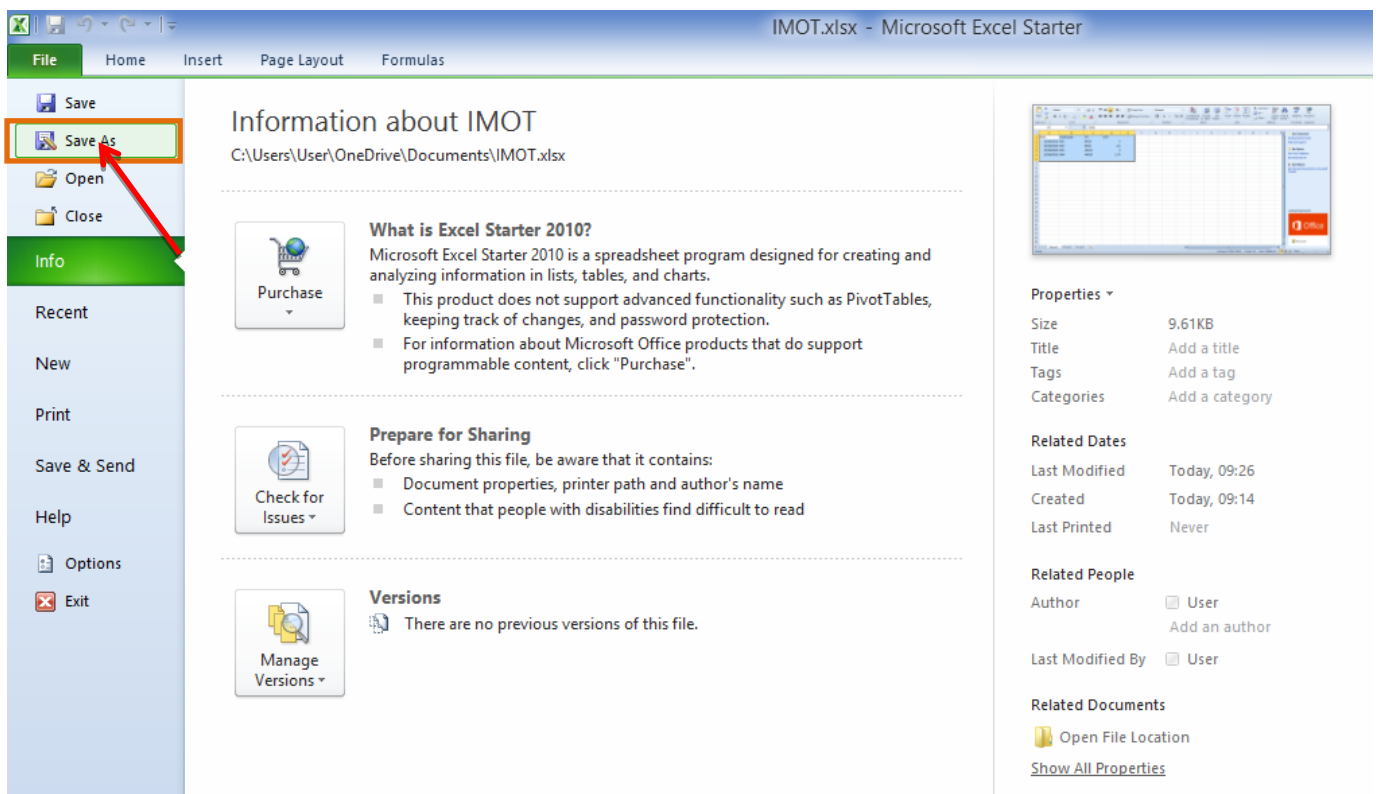 IMOT.xlsx - Microsoft Excel Starter
File Home Insert Page Layout Formulas
Save
Save As
Open
Close
Info
Recent
New
Print
Save & Send
Help
Options
Exit
Information about IMOT
C:\Users\User\OneDrive\Documents\IMOT.xlsx
Purchase
What is Excel Starter 2010?
Microsoft Excel Starter 2010 is a spreadsheet program designed for creating and
analyzing information in lists, tables, and charts.
This product does not support advanced functionality such as PivotTables,
keeping track of changes, and password protection.
For information about Microsoft Office products that do support
programmable content, click "Purchase".
Check for
Issues
Prepare for Sharing
Before sharing this file, be aware that it contains:
Document properties, printer path and author's name
Content that people with disabilities find difficult to read
Manage
Versions
Versions
There are no previous versions of this file.
Office
Properties
Size 9.61KB
Title Add a title
Tags Add a tag
Categories Add a category
Related Dates
Last Modified Today, 09:26
Created Today, 09:14
Last Printed Never
Related People
Author User
Add an author
Last Modified By User
Related Documents
Open File Location
Show All Properties